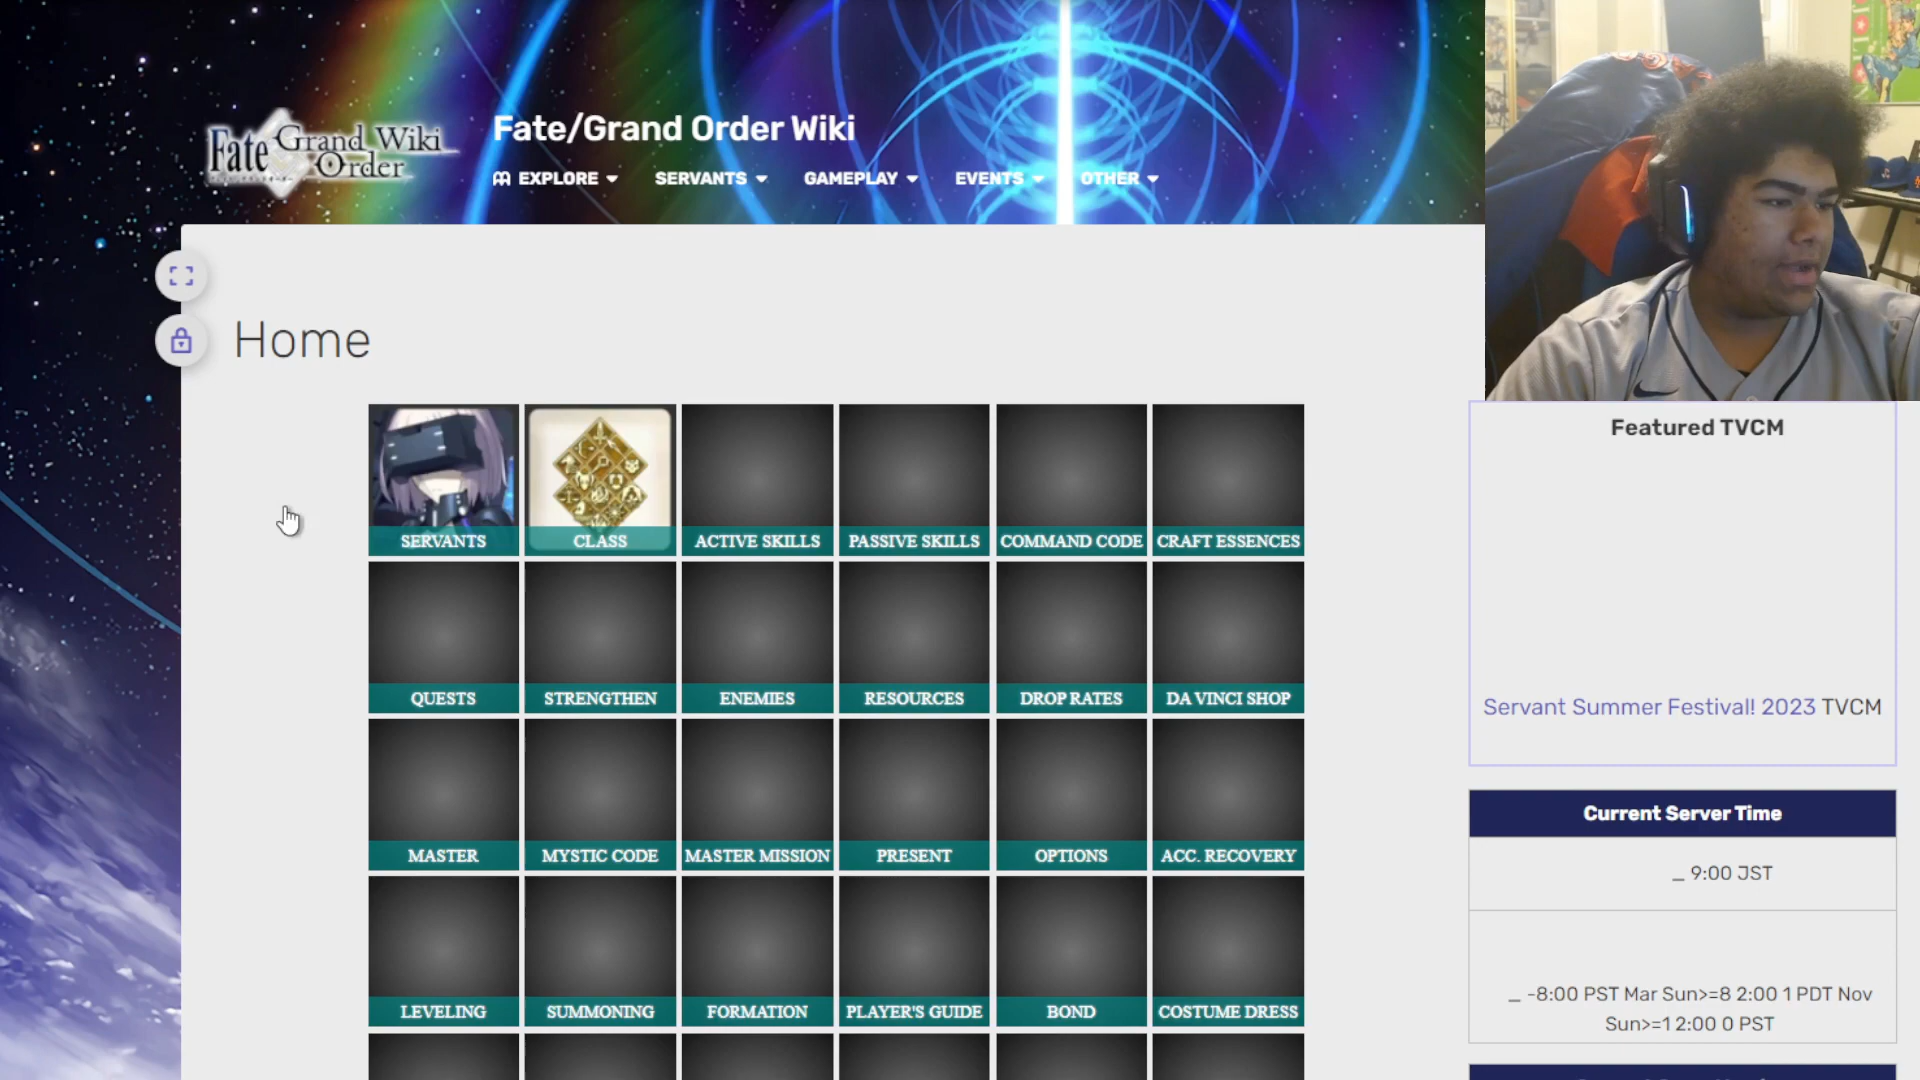 Fate Grand Order Wiki
Fate/Grand Order Wiki
EXPLORE SERVANTS GAMEPLAY EVENTS OTHER
Home
SERVANTS CLASS ACTIVE SKILLS PASSIVE SKILLS COMMAND CODE CRAFT ESSENCES
QUESTS STRENGTHEN ENEMIES RESOURCES DROP RATES DA VINCI SHOP
MASTER MYSTIC CODE MASTER MISSION PRESENT OPTIONS ACC. RECOVERY
LEVELING SUMMONING FORMATION PLAYER'S GUIDE BOND COSTUME DRESS
Featured TVCM
Servant Summer Festival! 2023 TVCM
Current Server Time
_ 9:00 JST
_ -8:00 PST Mar Sun>=8 2:00 1 PDT Nov
Sun>=1 2:00 0 PST